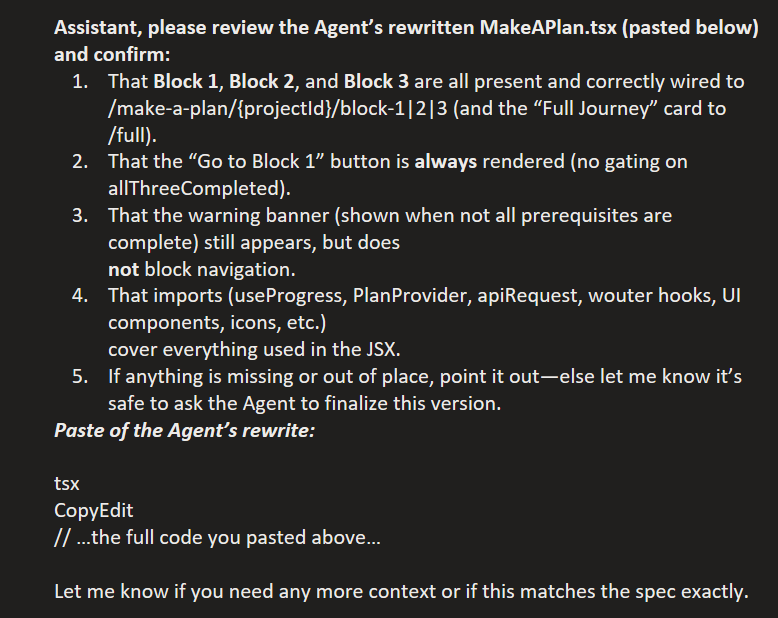 Assistant, please review the Agent’s rewritten MakeAPlan.tsx (pasted below)
and confirm:
1. That Block 1, Block 2, and Block 3 are all present and correctly wired to
/make-a-plan/{projectId}/block-1|2|3 (and the “Full Journey” card to
/full).
2. That the “Go to Block 1” button is always rendered (no gating on
allThreeCompleted).
3. That the warning banner (shown when not all prerequisites are
complete) still appears, but does
not block navigation.
4. That imports (useProgress, PlanProvider, apiRequest, wouter hooks, UI
components, icons, etc.)
cover everything used in the JSX.
5. If anything is missing or out of place, point it out—else let me know it’s
safe to ask the Agent to finalize this version.
Paste of the Agent’s rewrite:
tsx
CopyEdit
// …the full code you pasted above…
Let me know if you need any more context or if this matches the spec exactly.